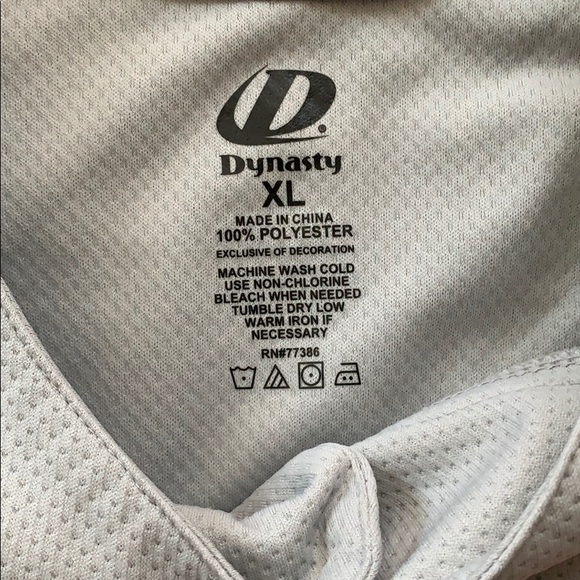 D
Dynasty
XL
MADE IN CHINA
100% POLYESTER
EXCLUSIVE OF DECORATION
MACHINE WASH COLD
USE NON-CHLORINE
BLEACH WHEN NEEDED
TUMBLE DRY LOW
WARM IRON IF
NECESSARY
RN#77386